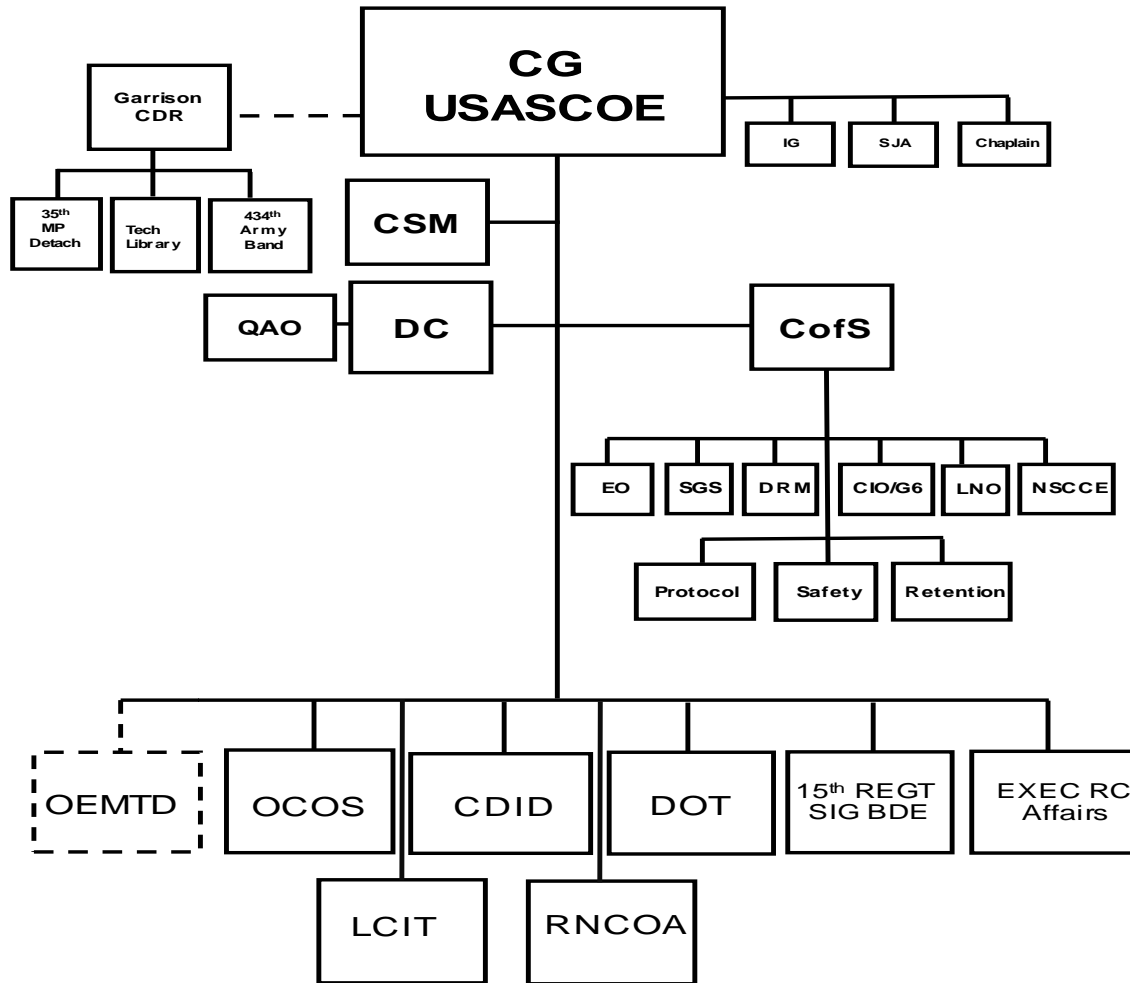 CG
USASCOE
Garrison
CDR
IG
SJA
Chaplain
35th
MP
Detach
Tech
Library
434th
Army
Band
CSM
QAO
DC
CofS
EO
SGS
DRM
CIO/G6
LNO
NSCCE
Protocol
Safety
Retention
OEMTD
OCOS
CDID
DOT
15th REGT
SIG BDE
EXEC RC
Affairs
LCIT
RNCOA